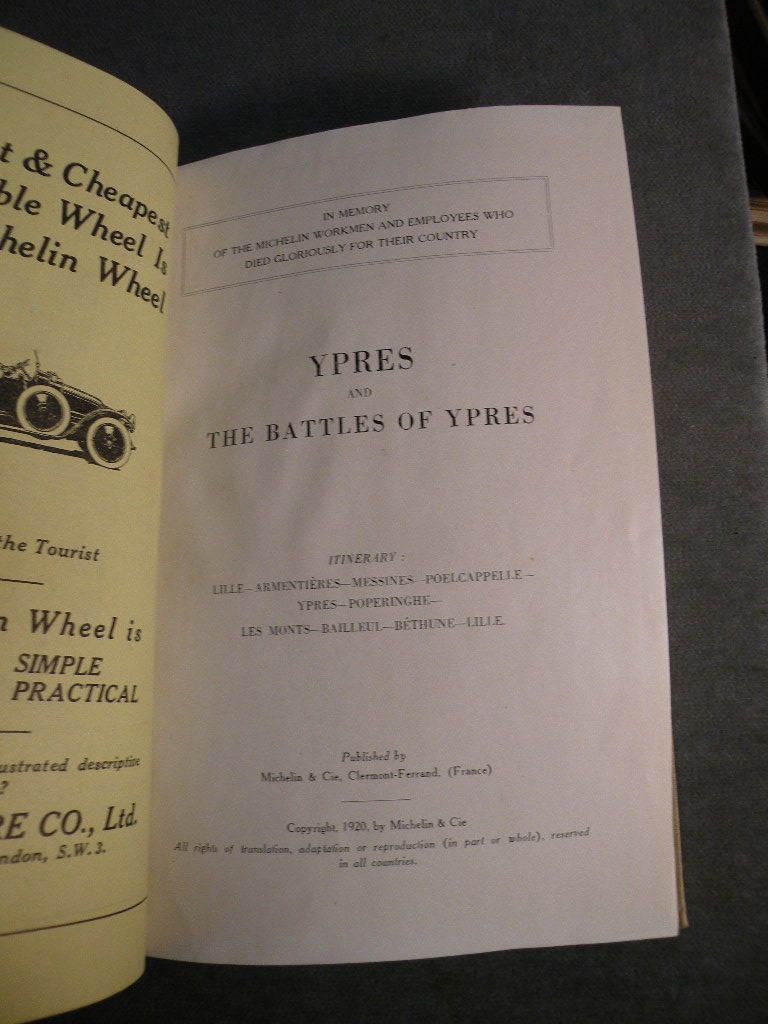 t & Cheapest
ble Wheel Is
helin Wheel
the Tourist
n Wheel is
SIMPLE
PRACTICAL
ustrated descriptive
?
RE CO., Ltd.
ndon, S.W.3.
IN MEMORY
OF THE MICHELIN WORKMEN AND EMPLOYEES WHO
DIED GLORIOUSLY FOR THEIR COUNTRY
YPRES
AND
THE BATTLES OF YPRES
ITINERARY :
LILLE—ARMENTIÈRES—MESSINES—POELCAPPELLE—
YPRES—POPERINGHE—
LES MONTS—BAILLEUL—BÉTHUNE—LILLE.
Published by
Michelin & Cie, Clermont-Ferrand, (France)
Copyright, 1920, by Michelin & Cie
All rights of translation, adaptation or reproduction (in part or whole), reserved
in all countries.